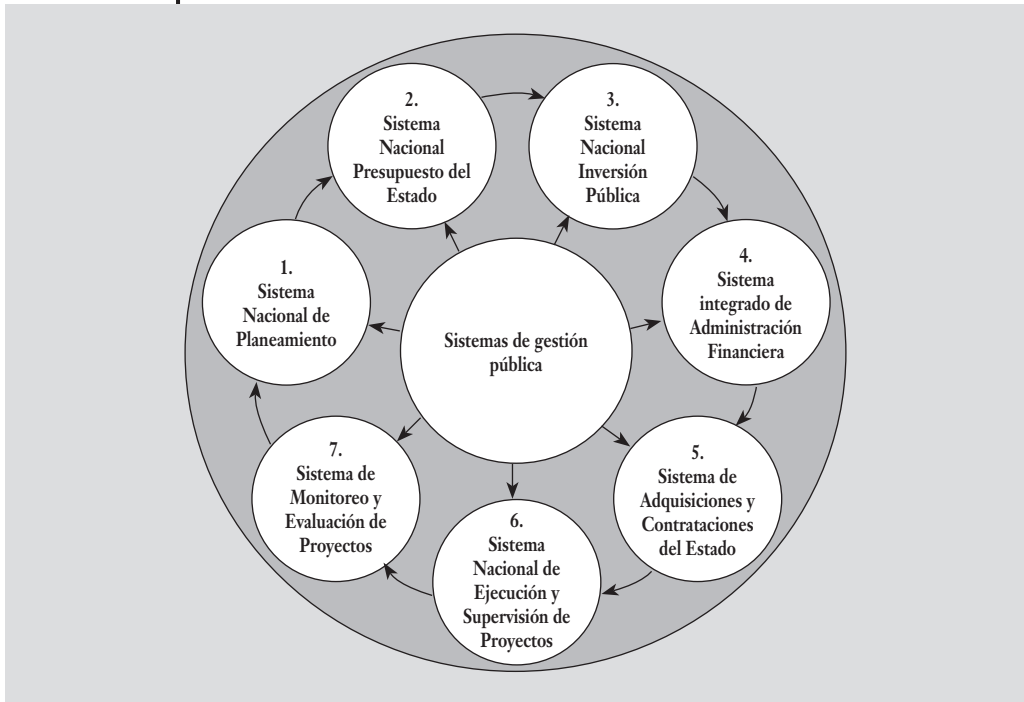 1.
Sistema
Nacional de
Planeamiento
2.
Sistema
Nacional
Presupuesto del
Estado
3.
Sistema
Nacional
Inversión
Pública
4.
Sistema
integrado de
Administración
Financiera
5.
Sistema de
Adquisiciones y
Contrataciones
del Estado
6.
Sistema
Nacional de
Ejecución y
Supervisión de
Proyectos
7.
Sistema de
Monitoreo y
Evaluación de
Proyectos
Sistemas de gestión
pública